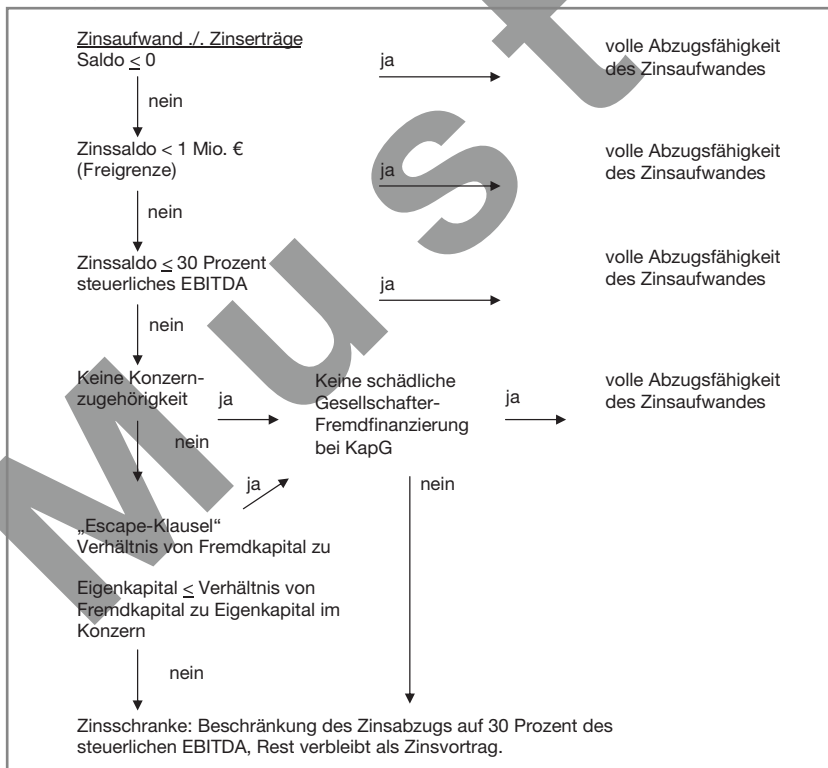 Zinsaufwand ./. Zinserträge
Saldo ≤ 0
ja
volle Abzugsfähigkeit
des Zinsaufwandes
nein
Zinssaldo < 1 Mio. €
(Freigrenze)
ja
volle Abzugsfähigkeit
des Zinsaufwandes
nein
Zinssaldo ≤ 30 Prozent
steuerliches EBITDA
ja
volle Abzugsfähigkeit
des Zinsaufwandes
nein
Keine Konzern-
zugehörigkeit
ja
Keine schädliche
Gesellschafter-
Fremdfinanzierung
bei KapG
ja
volle Abzugsfähigkeit
des Zinsaufwandes
nein
ja
nein
„Escape-Klausel“
Verhältnis von Fremdkapital zu
Eigenkapital ≤ Verhältnis von
Fremdkapital zu Eigenkapital im
Konzern
nein
Zinsschranke: Beschränkung des Zinsabzugs auf 30 Prozent des
steuerlichen EBITDA, Rest verbleibt als Zinsvortrag.
Must